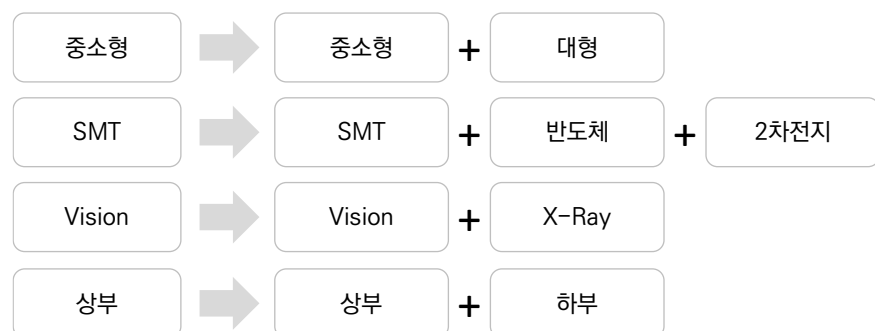 중소형 중소형 + 대형
SMT SMT + 반도체 + 2차전지
Vision Vision + X-Ray
상부 상부 + 하부